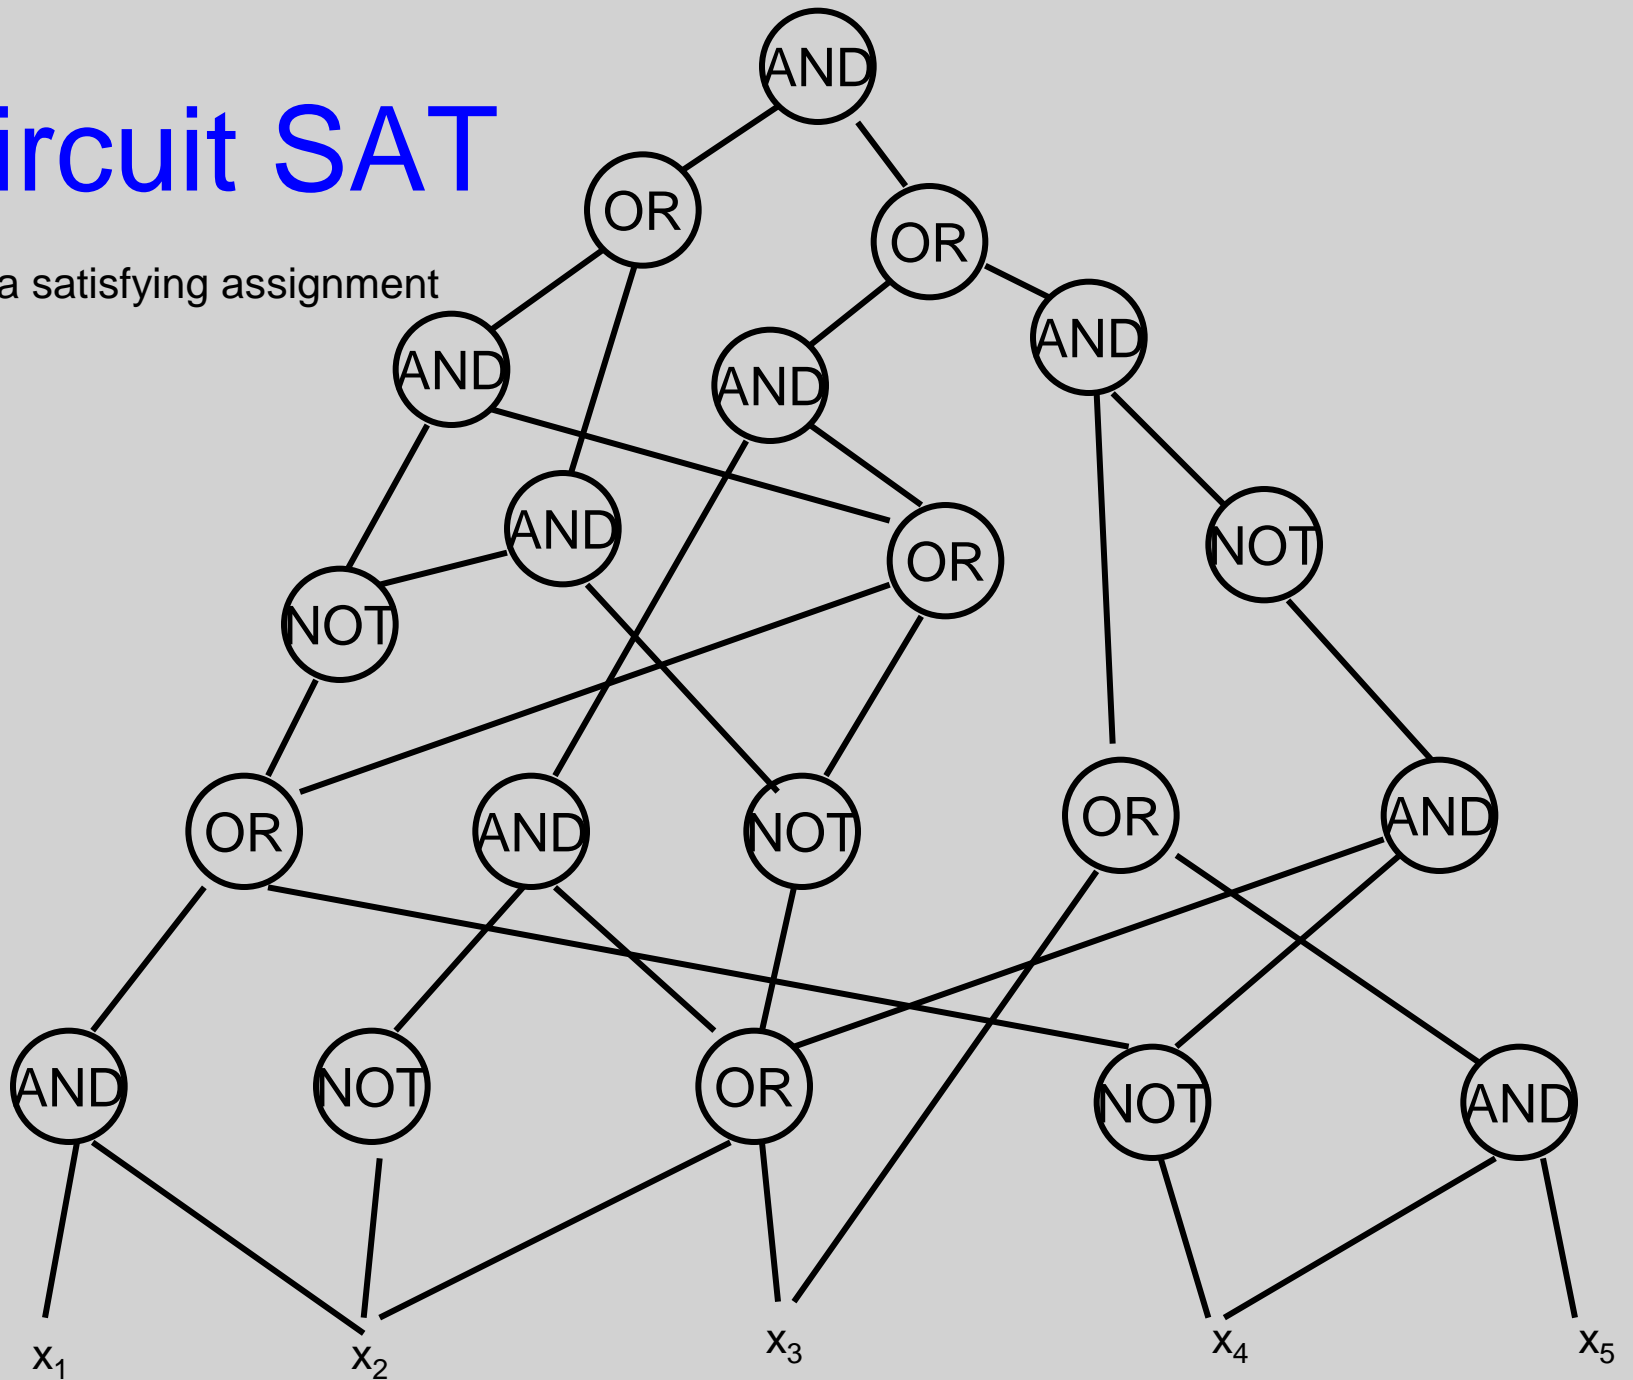 AND
ircuit SAT
OR
OR
a satisfying assignment
AND
AND
AND
AND
OR
NOT
NOT
OR
AND
NOT
OR
AND
AND
NOT
OR
NOT
AND
x₁
x₂
x₃
x₄
x₅